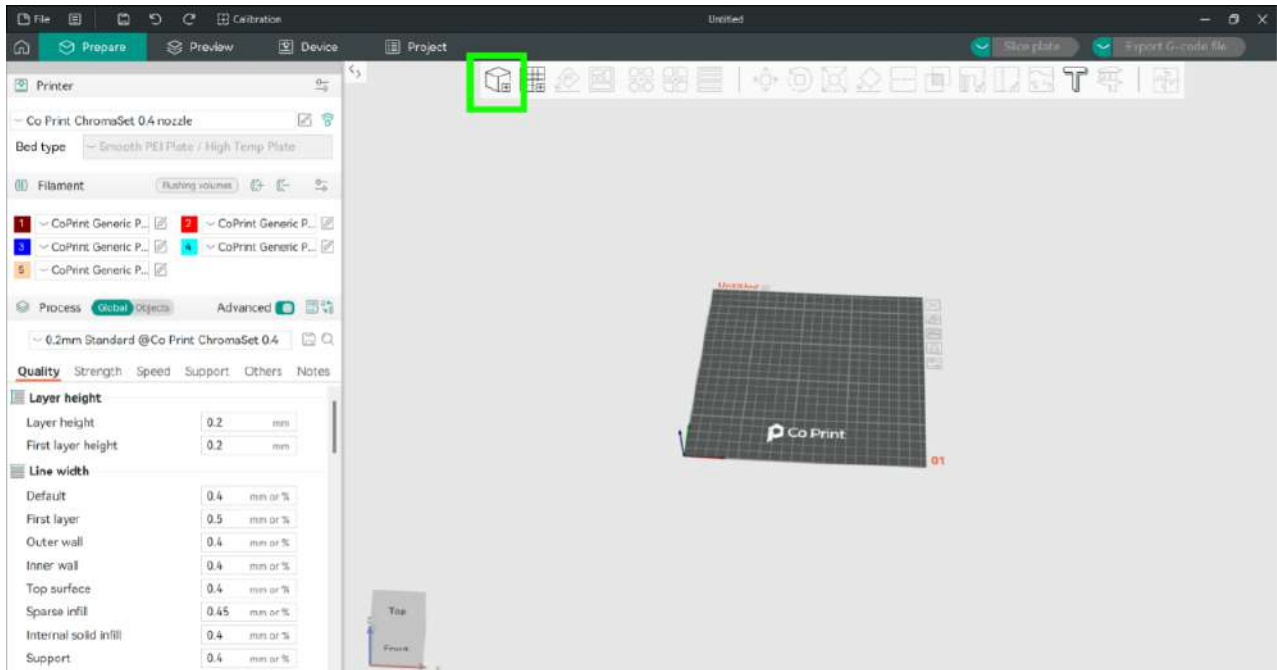 File Calibration Untitled
Prepare Preview Device Project Slice plate Export G-code file
Printer
Co Print ChromaSet 0.4 nozzle
Bed type Smooth PEI Plate / High Temp Plate
Filament Flushing volumes
1 CoPrint Generic P... 2 CoPrint Generic P...
3 CoPrint Generic P... 4 CoPrint Generic P...
5 CoPrint Generic P...
Process Global Objects Advanced
0.2mm Standard @Co Print ChromaSet 0.4
Quality Strength Speed Support Others Notes
Layer height
Layer height 0.2 mm
First layer height 0.2 mm
Line width
Default 0.4 mm or %
First layer 0.5 mm or %
Outer wall 0.4 mm or %
Inner wall 0.4 mm or %
Top surface 0.4 mm or %
Sparse infill 0.45 mm or %
Internal solid infill 0.4 mm or %
Support 0.4 mm or %
Untitled
Co Print
01
Top
Front